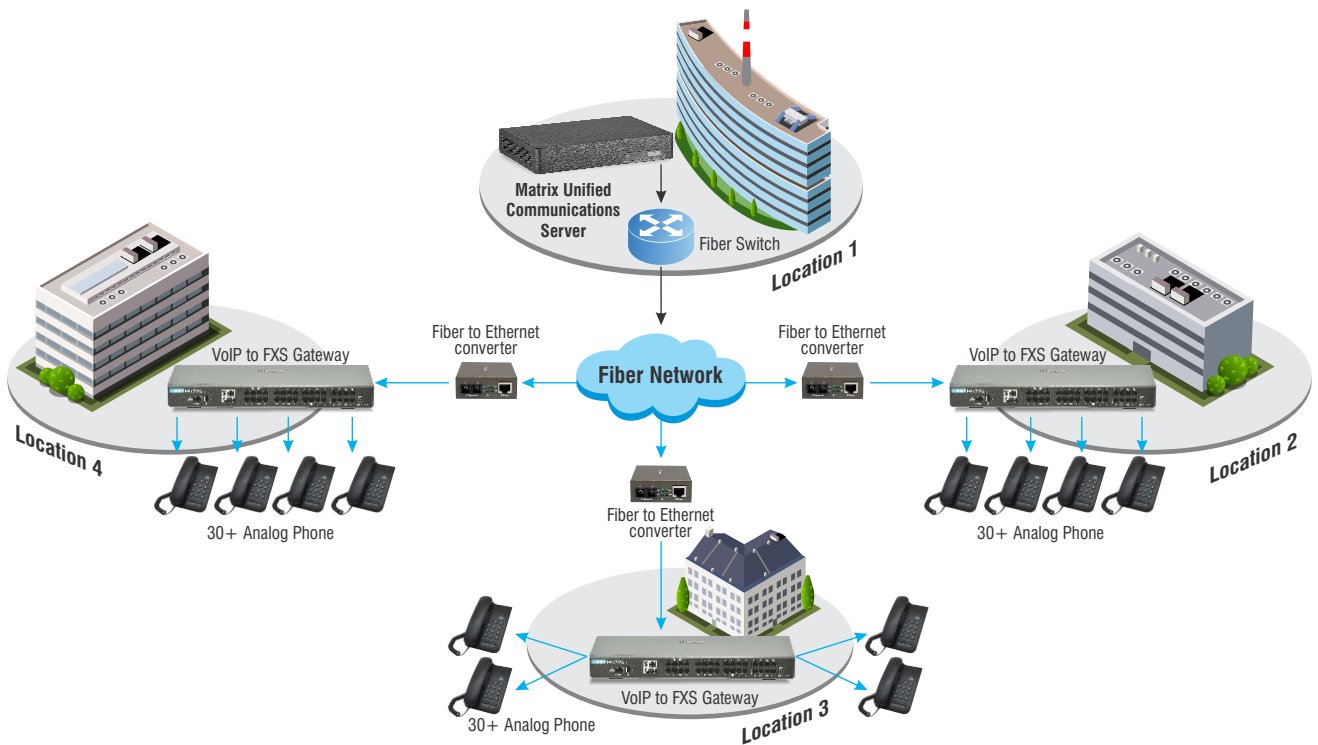 Matrix Unified
Communications
Server
Fiber Switch
Location 1
Fiber to Ethernet
converter
Fiber to Ethernet
converter
VoIP to FXS Gateway
Fiber Network
VoIP to FXS Gateway
Location 4
Location 2
30+ Analog Phone
30+ Analog Phone
Fiber to Ethernet
converter
VoIP to FXS Gateway
30+ Analog Phone
Location 3